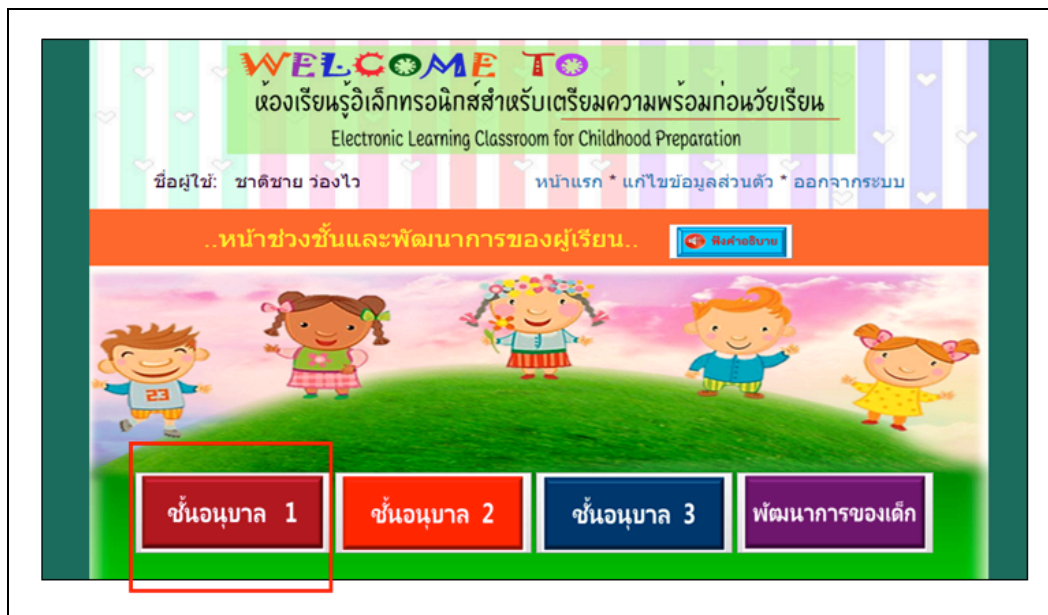 WELCOME TO
ห้องเรียนรู้อิเล็กทรอนิกส์สำหรับเตรียมความพร้อมก่อนวัยเรียน
Electronic Learning Classroom for Childhood Preparation
ชื่อผู้ใช้: ชาติชาย ว่องไว หน้าแรก * แก้ไขข้อมูลส่วนตัว * ออกจากระบบ
..หน้าช่วงชั้นและพัฒนาการของผู้เรียน.. ฟังคำอธิบาย
23
ชั้นอนุบาล 1 ชั้นอนุบาล 2 ชั้นอนุบาล 3 พัฒนาการของเด็ก